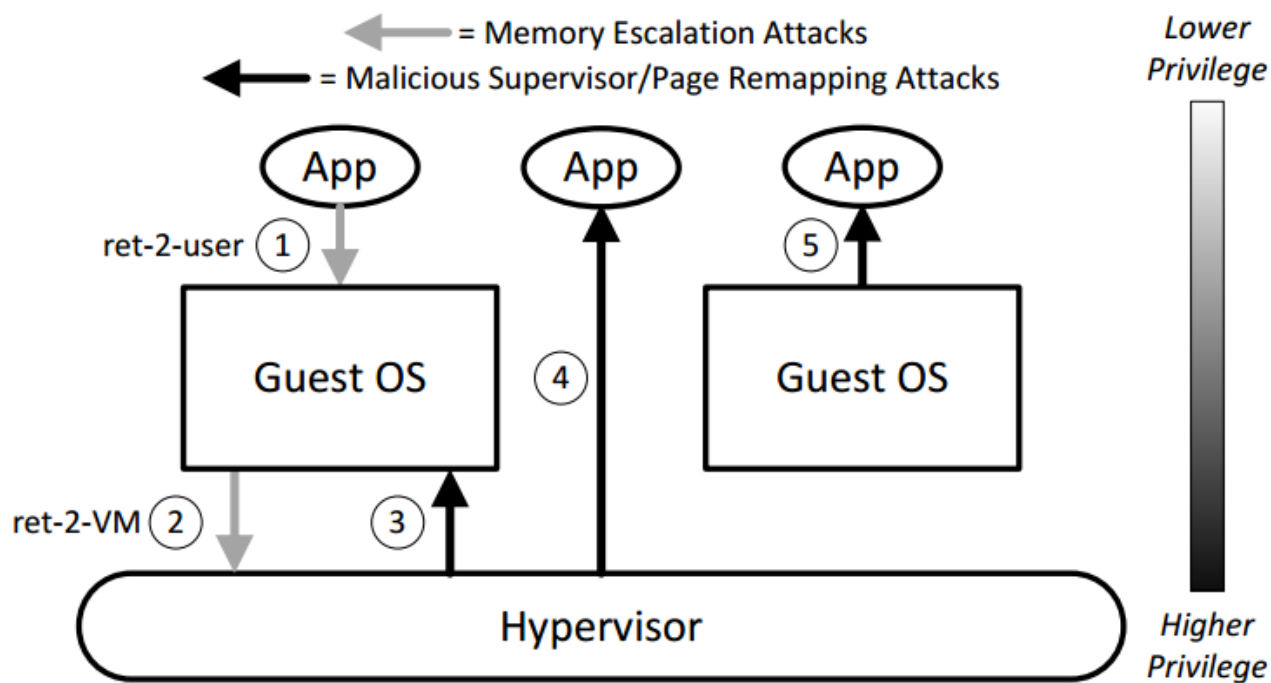 = Memory Escalation Attacks
= Malicious Supervisor/Page Remapping Attacks
Lower
Privilege
App
App
App
ret-2-user
1
5
Guest OS
4
Guest OS
ret-2-VM
2
3
Hypervisor
Higher
Privilege